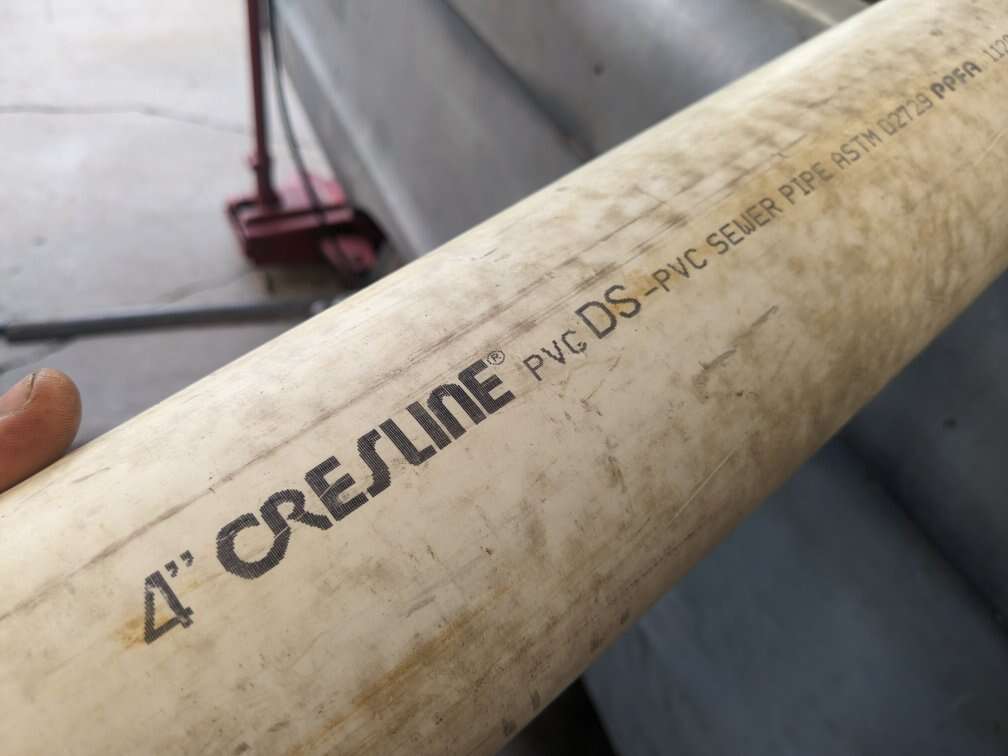 4” CRESLINE® PVC DS-PVC SEWER PIPE ASTM D2729 PPFA